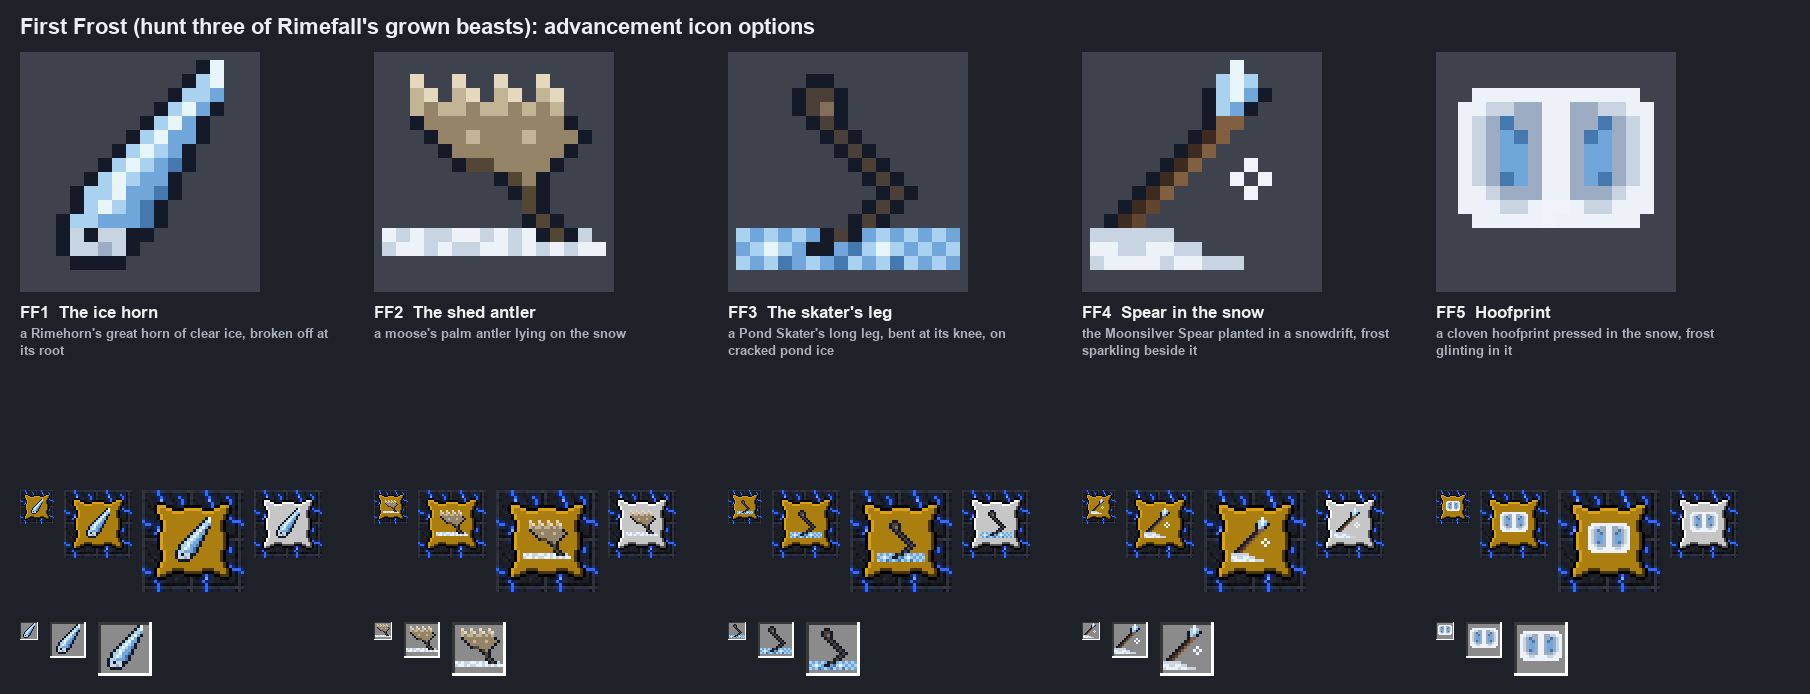 First Frost (hunt three of Rimefall's grown beasts): advancement icon options
FF1 The ice horn
a Rimehorn's great horn of clear ice, broken off at
its root
FF2 The shed antler
a moose's palm antler lying on the snow
FF3 The skater's leg
a Pond Skater's long leg, bent at its knee, on
cracked pond ice
FF4 Spear in the snow
the Moonsilver Spear planted in a snowdrift, frost
sparkling beside it
FF5 Hoofprint
a cloven hoofprint pressed in the snow, frost
glinting in it